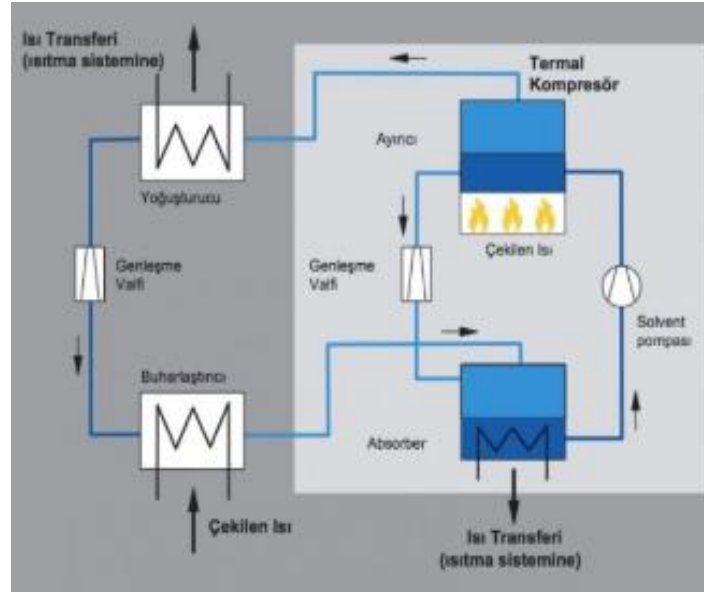 Isı Transferi
(ısıtma sistemine)
Termal
Kompresör
Ayırıcı
Yoğuşturucu
Çekilen Isı
Genleşme
Valfi
Genleşme
Valfi
Solvent
pompası
Buharlaştırıcı
Absorber
Çekilen Isı
Isı Transferi
(ısıtma sistemine)